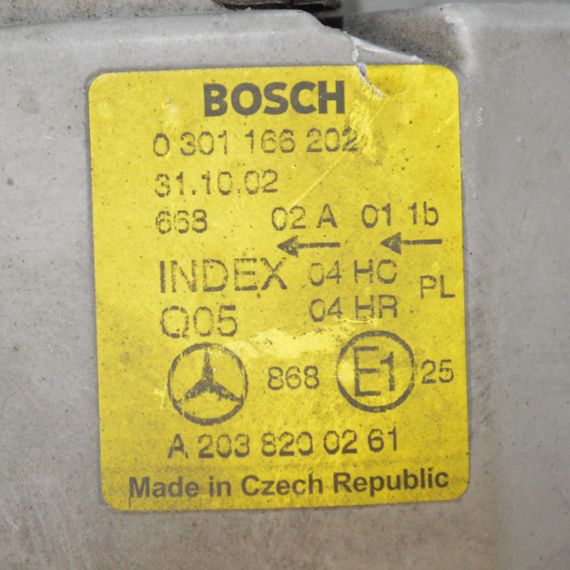 BOSCH
0 301 166 202
31.10.02
668 02 A 01 1b
INDEX 04 HC PL
Q05 04 HR
868 E1 25
A 203 820 02 61
Made in Czech Republic